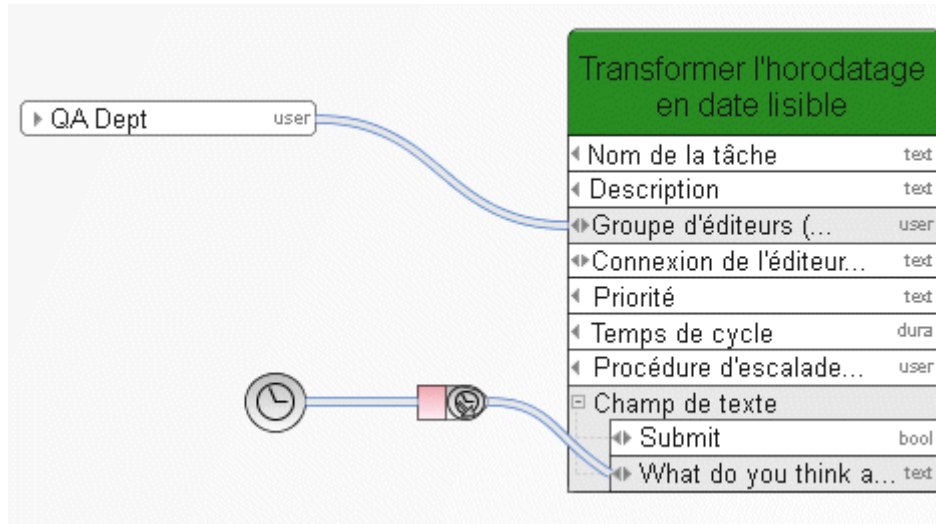 Transformer l'horodatage
en date lisible
QA Dept user
Nom de la tâche text
Description text
Groupe d'éditeurs (... user
Connexion de l'éditeur... text
Priorité text
Temps de cycle dura
Procédure d'escalade... user
Champ de texte
Submit bool
What do you think a... text